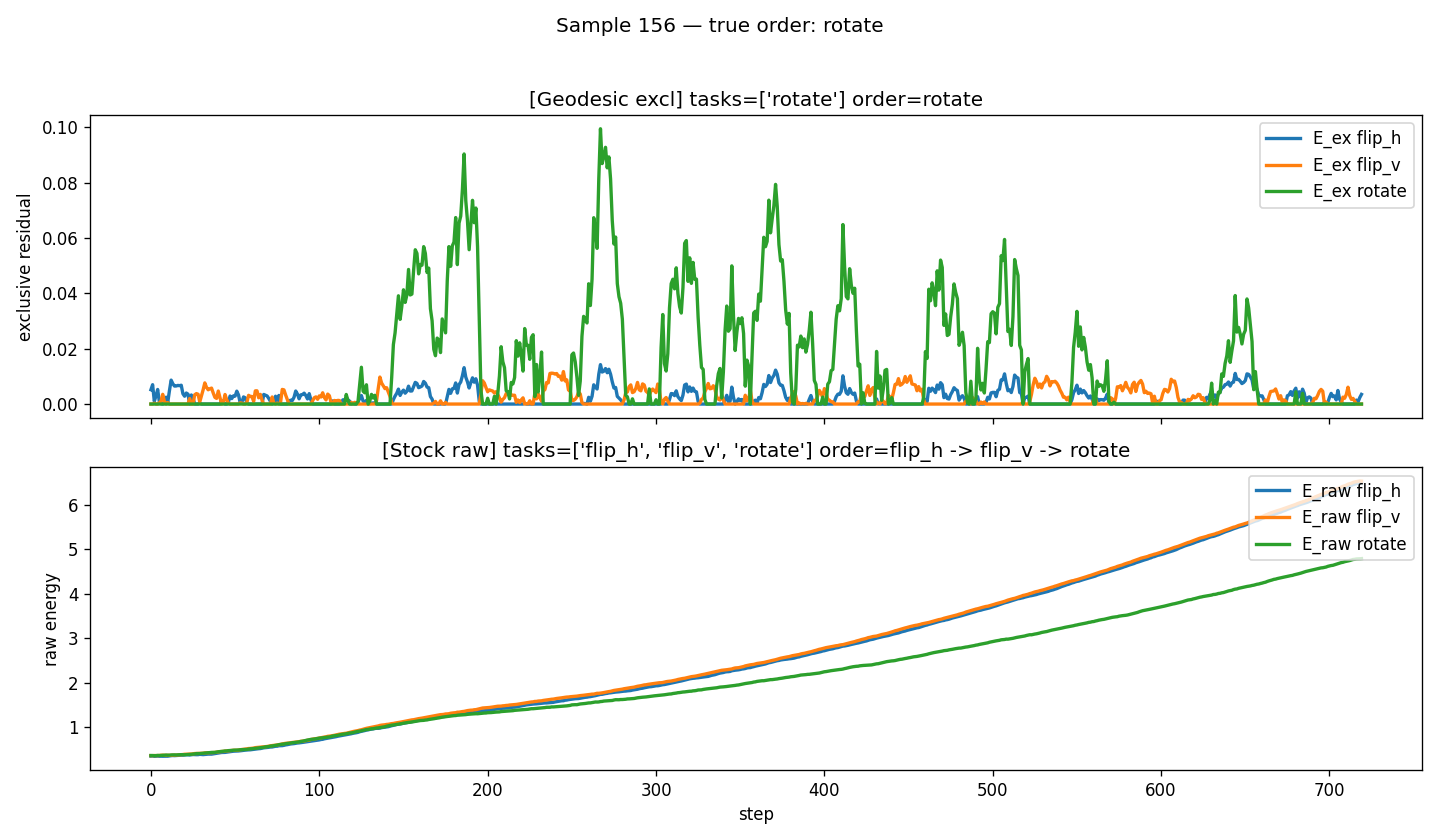 Sample 156 — true order: rotate
[Geodesic excl] tasks=['rotate'] order=rotate
exclusive residual
0.10
0.08
0.06
0.04
0.02
0.00
E_ex flip_h
E_ex flip_v
E_ex rotate
[Stock raw] tasks=['flip_h', 'flip_v', 'rotate'] order=flip_h -> flip_v -> rotate
raw energy
6
5
4
3
2
1
E_raw flip_h
E_raw flip_v
E_raw rotate
0 100 200 300 400 500 600 700
step